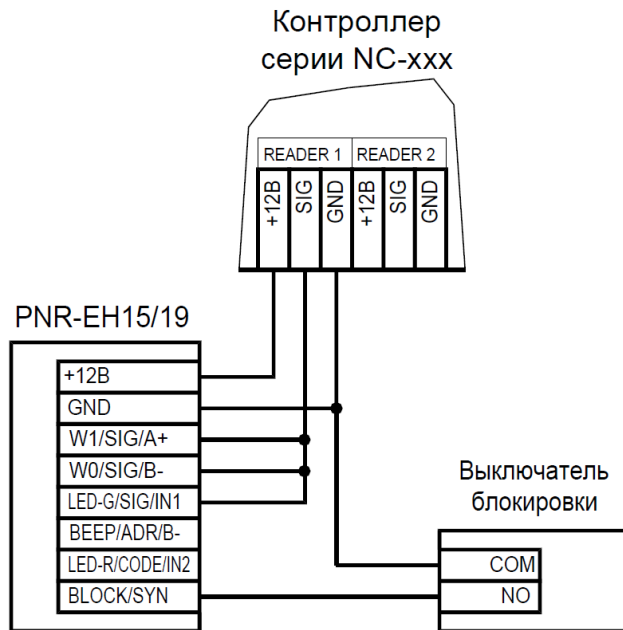 Контроллер
серии NC-xxx
READER 1 READER 2
+12В SIG GND +12В SIG GND
PNR-EH15/19
+12В
GND
W1/SIG/A+
W0/SIG/B-
LED-G/SIG/IN1
BEEP/ADR/B-
LED-R/CODE/IN2
BLOCK/SYN
Выключатель
блокировки
COM
NO